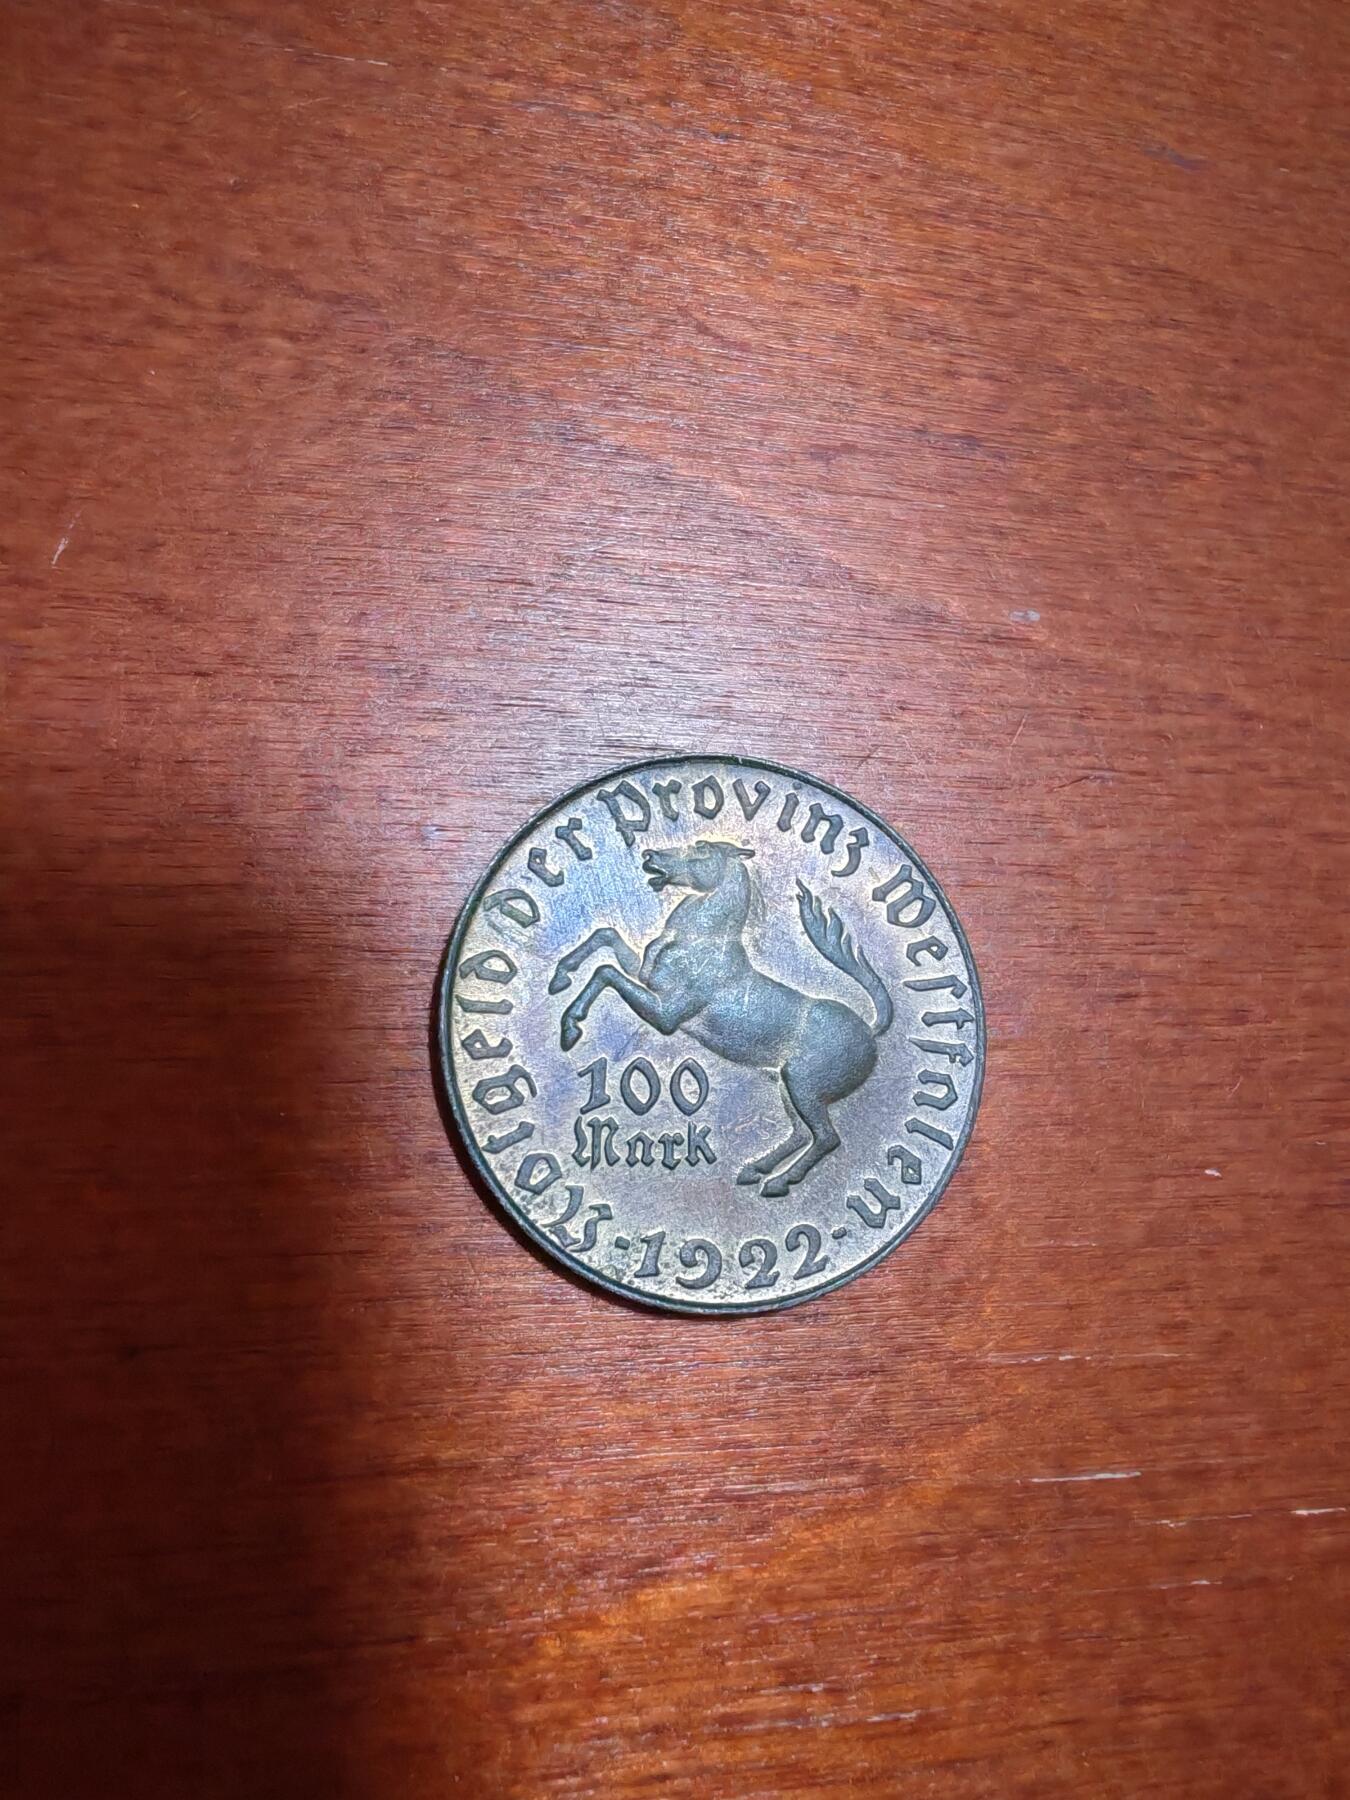 Notgeld der Provinz Westfalen
100
Mark
·1922·